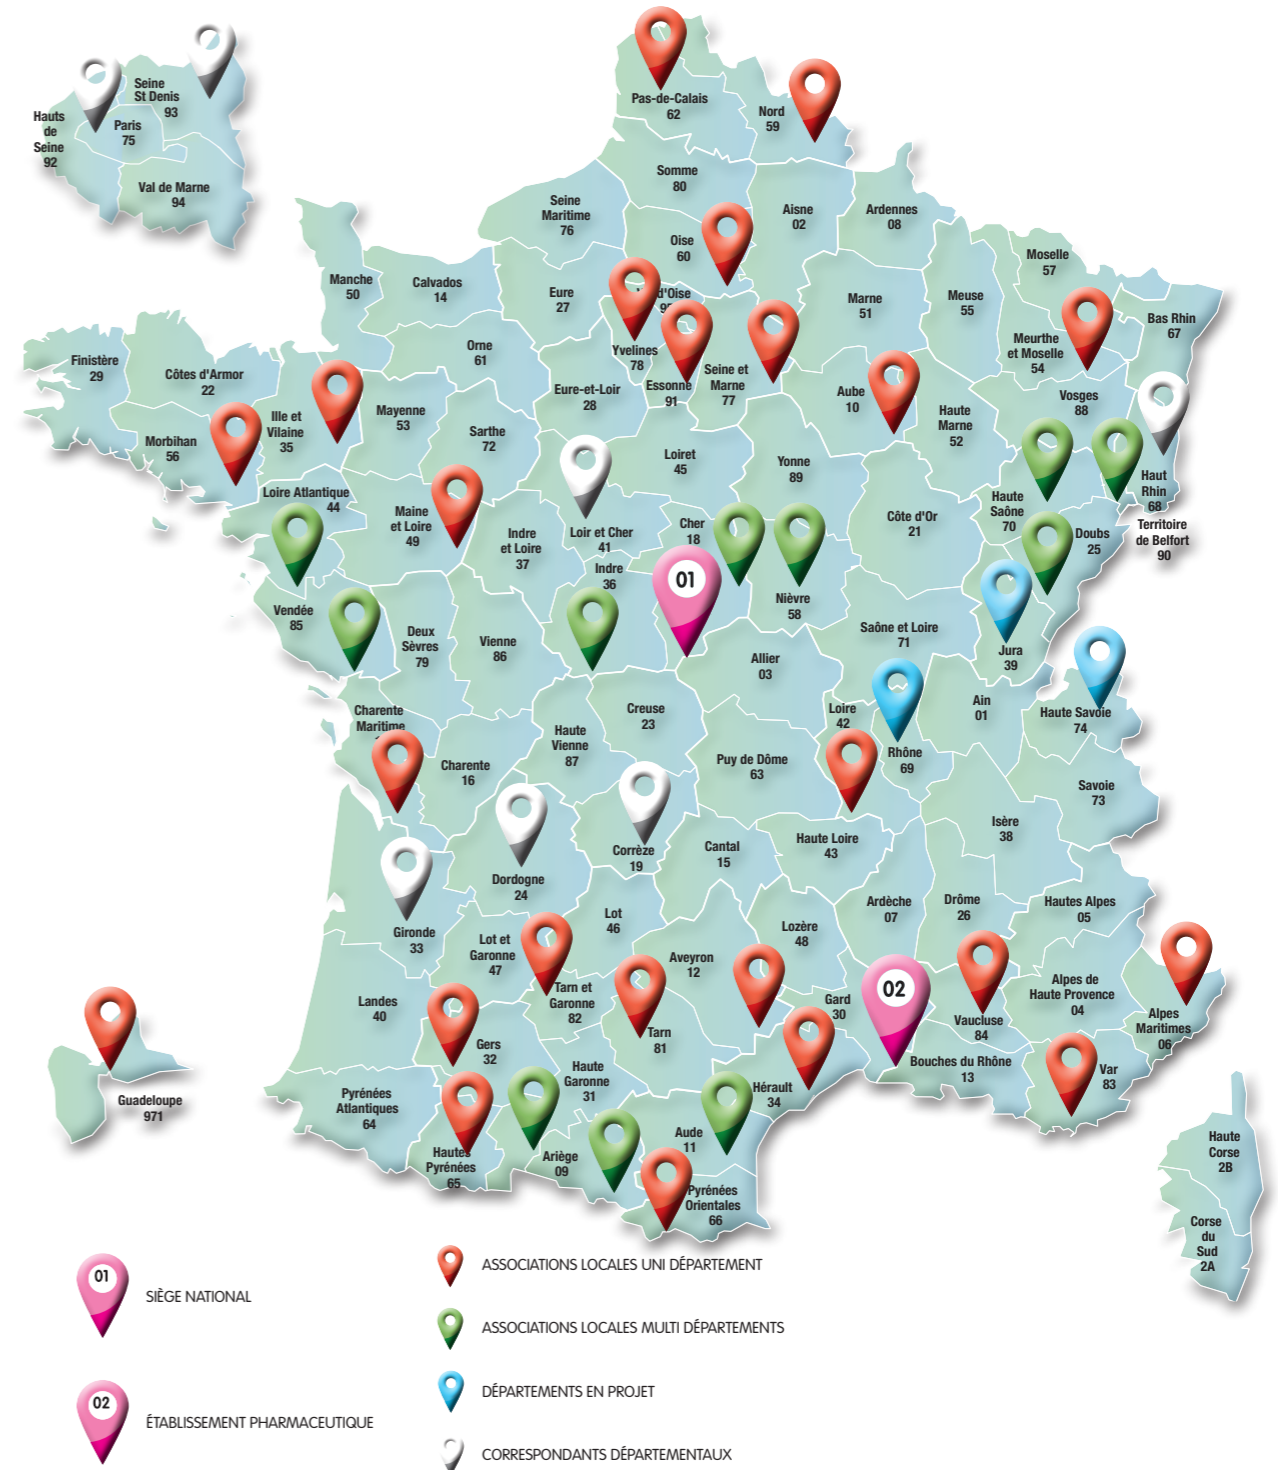 Seine
St Denis
93
Hauts
de
Seine
92
Paris
75
Val de Marne
94
Pas-de-Calais
62
Nord
59
Somme
80
Seine
Maritime
76
Oise
60
Aisne
02
Ardennes
08
Manche
50
Calvados
14
Eure
27
d'Oise
Marne
51
Meuse
55
Moselle
57
Bas Rhin
67
Meurthe
et Moselle
54
Finistère
29
Côtes d'Armor
22
Orne
61
Yvelines
78
Essonne
91
Seine et
Marne
77
Eure-et-Loir
28
Aube
10
Haute
Marne
52
Vosges
88
Morbihan
56
Ille et
Vilaine
35
Mayenne
53
Sarthe
72
Loiret
45
Yonne
89
Haut
Rhin
68
Loire Atlantique
44
Maine
et Loire
49
Indre
et Loire
37
Loir et Cher
41
Cher
18
Côte d'Or
21
Haute
Saône
70
Doubs
25
Territoire
de Belfort
90
Indre
36
01
Nièvre
58
Vendée
85
Deux
Sèvres
79
Vienne
86
Allier
03
Saône et Loire
71
Jura
39
Charente
Maritime
Creuse
23
Haute
Vienne
87
Charente
16
Puy de Dôme
63
Loire
42
Rhône
69
Ain
01
Haute Savoie
74
Savoie
73
Isère
38
Corrèze
19
Dordogne
24
Cantal
15
Haute Loire
43
Gironde
33
Lot et
Garonne
47
Lot
46
Aveyron
12
Lozère
48
Ardèche
07
Drôme
26
Hautes Alpes
05
Alpes de
Haute Provence
04
Alpes
Maritimes
06
Landes
40
Tarn et
Garonne
82
Tarn
81
Gard
30
02
Vaucluse
84
Bouches du Rhône
13
Var
83
Gers
32
Haute
Garonne
31
Hérault
34
Guadeloupe
971
Pyrénées
Atlantiques
64
Hautes
Pyrénées
65
Ariège
09
Aude
11
Pyrénées
Orientales
66
Haute
Corse
2B
Corse
du
Sud
2A
01
SIÈGE NATIONAL
02
ÉTABLISSEMENT PHARMACEUTIQUE
ASSOCIATIONS LOCALES UNI DÉPARTEMENT
ASSOCIATIONS LOCALES MULTI DÉPARTEMENTS
DÉPARTEMENTS EN PROJET
CORRESPONDANTS DÉPARTEMENTAUX